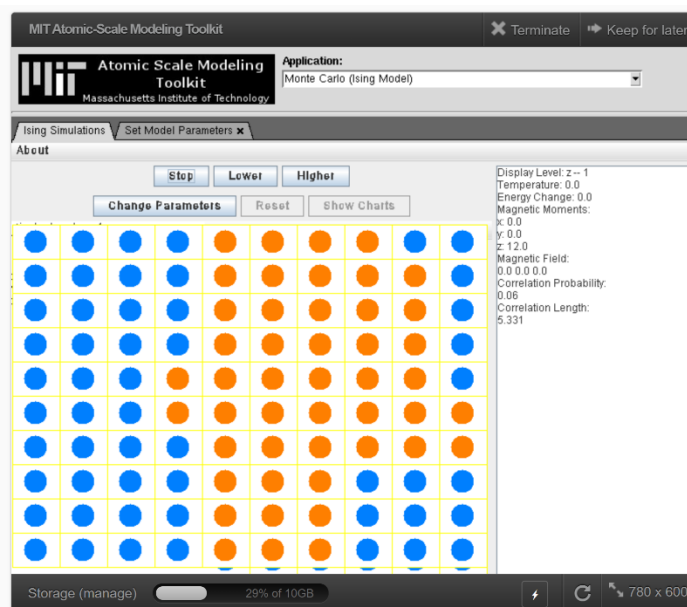 MIT Atomic-Scale Modeling Toolkit
Terminate
Keep for later
Atomic Scale Modeling
Toolkit
Massachusetts Institute of Technology
Application:
Monte Carlo (Ising Model)
Ising Simulations
Set Model Parameters x
About
Stop
Lower
Higher
Change Parameters
Reset
Show Charts
Display Level: z -- 1
Temperature: 0.0
Energy Change: 0.0
Magnetic Moments:
x: 0.0
y: 0.0
z: 12.0
Magnetic Field:
0.0 0.0 0.0
Correlation Probability:
0.06
Correlation Length:
5.331
Storage (manage)
29% of 10GB
780 x 600